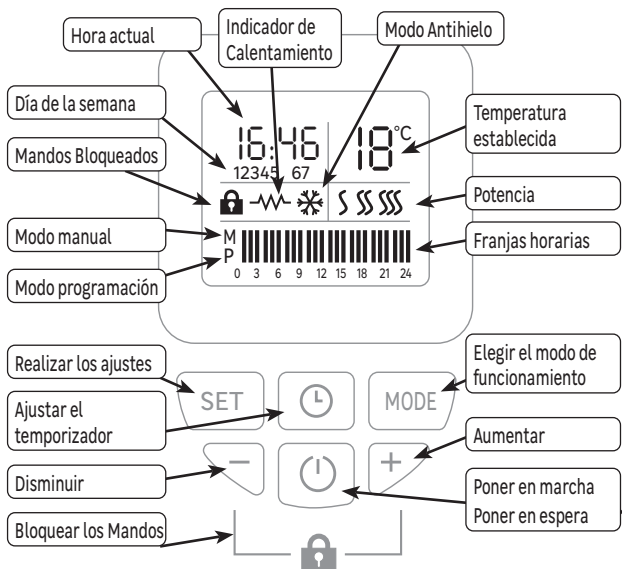 Hora actual
Indicador de
Calentamiento
Modo Antihielo
Día de la semana
Mandos Bloqueados
Modo manual
Modo programación
16:46
18°C
12345 67
M
P
0 3 6 9 12 15 18 21 24
Temperatura
establecida
Potencia
Franjas horarias
Realizar los ajustes
Ajustar el
temporizador
Disminuir
Bloquear los Mandos
SET
MODE
-
+
Elegir el modo de
funcionamiento
Aumentar
Poner en marcha
Poner en espera